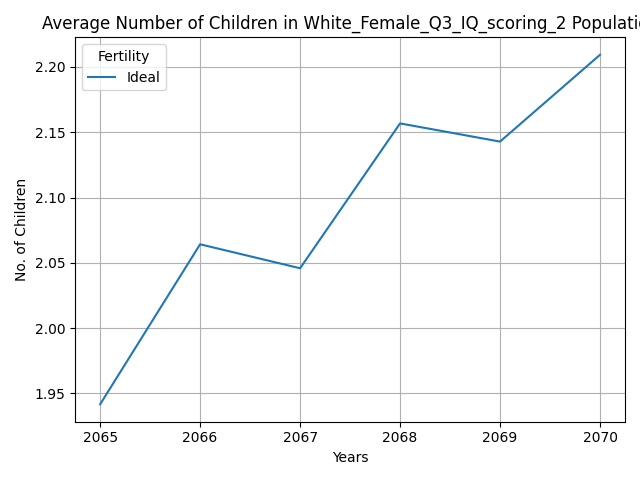 Average Number of Children in White_Female_Q3_IQ_scoring_2 Populatio
Fertility
Ideal
2.20
2.15
2.10
2.05
2.00
1.95
No. of Children
2065 2066 2067 2068 2069 2070
Years